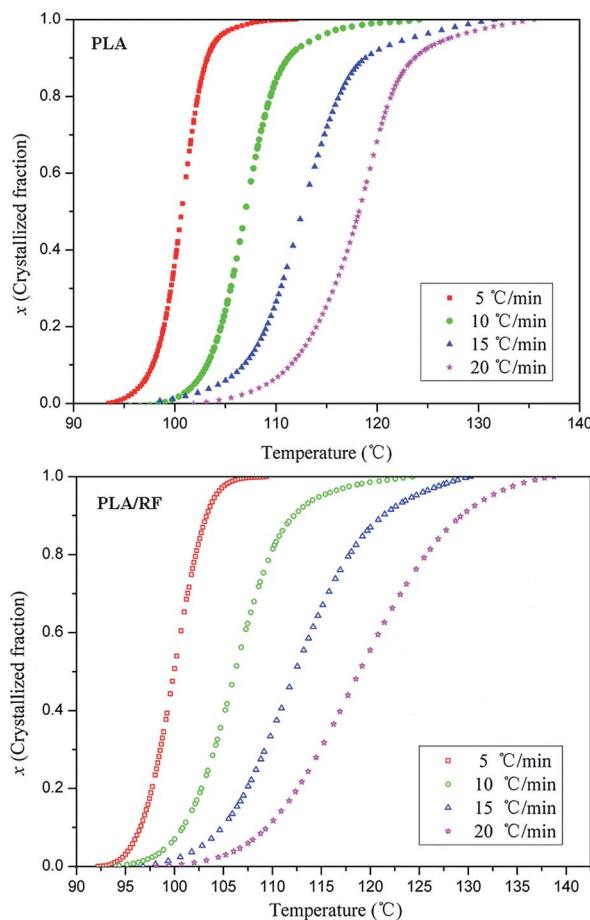 PLA
1.0
0.8
0.6
0.4
0.2
0.0
x (Crystallized fraction)
5 ℃/min
10 ℃/min
15 ℃/min
20 ℃/min
90 100 110 120 130 140
Temperature (℃)
PLA/RF
1.0
0.8
0.6
0.4
0.2
0.0
x (Crystallized fraction)
5 ℃/min
10 ℃/min
15 ℃/min
20 ℃/min
90 95 100 105 110 115 120 125 130 135 140
Temperature (℃)